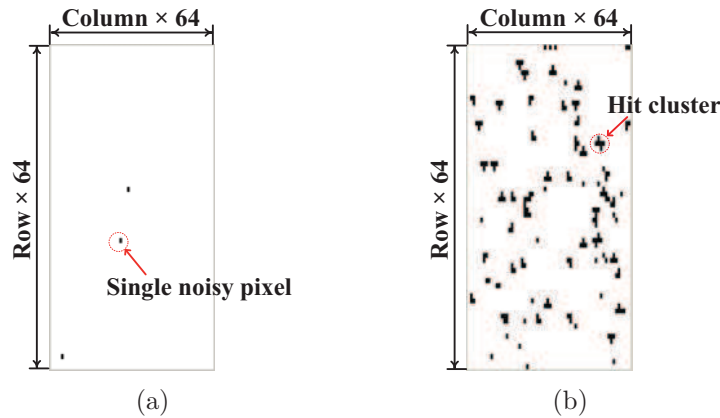 Column × 64
Row × 64
Single noisy pixel
(a)
Column × 64
Row × 64
Hit cluster
(b)